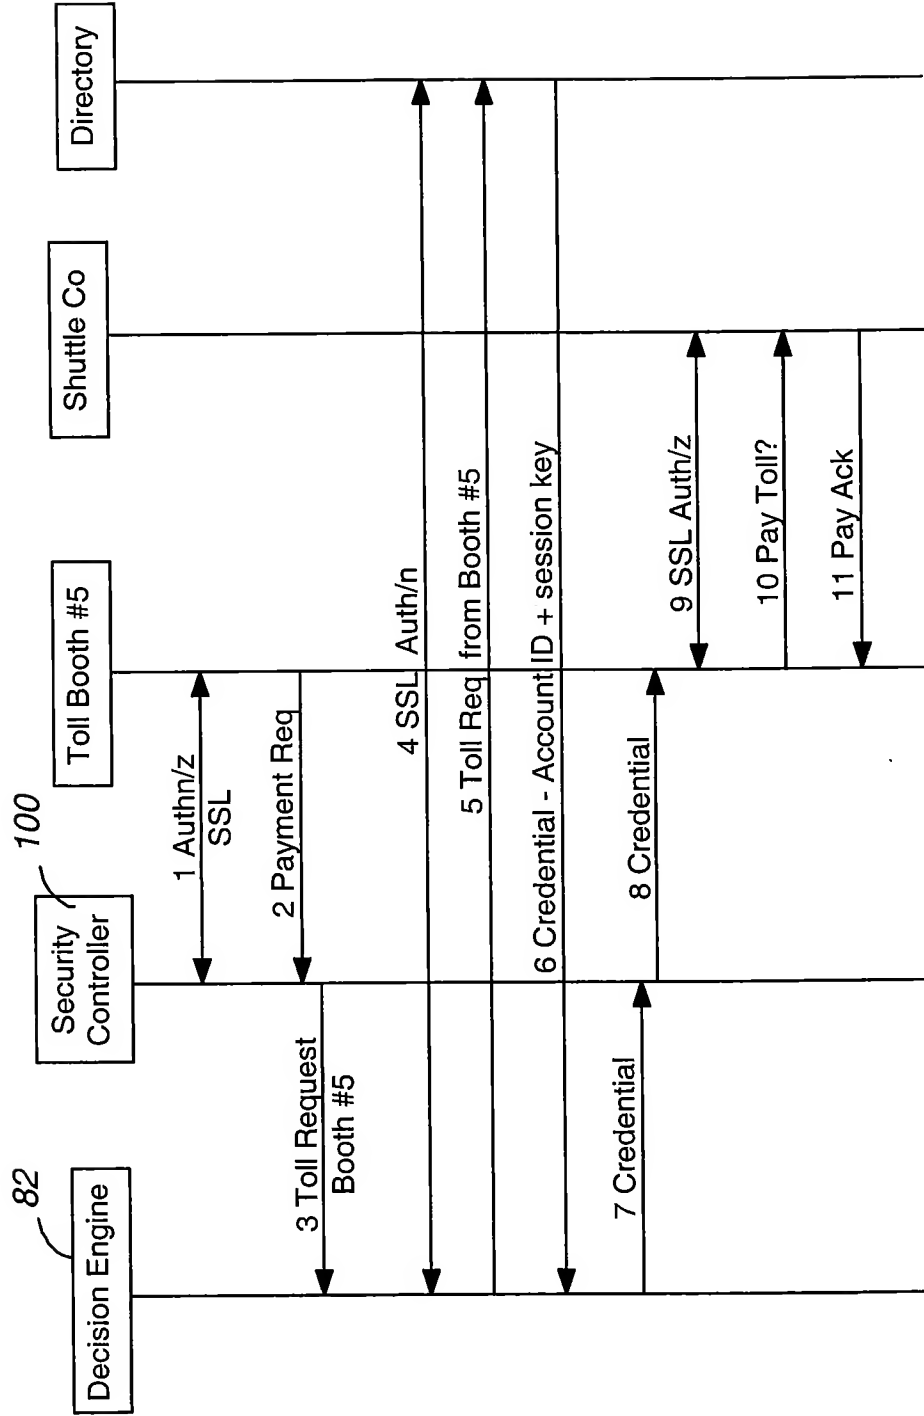 82
100
Decision Engine
Security
Controller
Toll Booth #5
Shuttle Co
Directory
1 Authn/z
SSL
2 Payment Req
3 Toll Request
Booth #5
4 SSL Auth/n
5 Toll Req from Booth #5
6 Credential - Account ID + session key
7 Credential
8 Credential
9 SSL Auth/z
10 Pay Toll?
11 Pay Ack